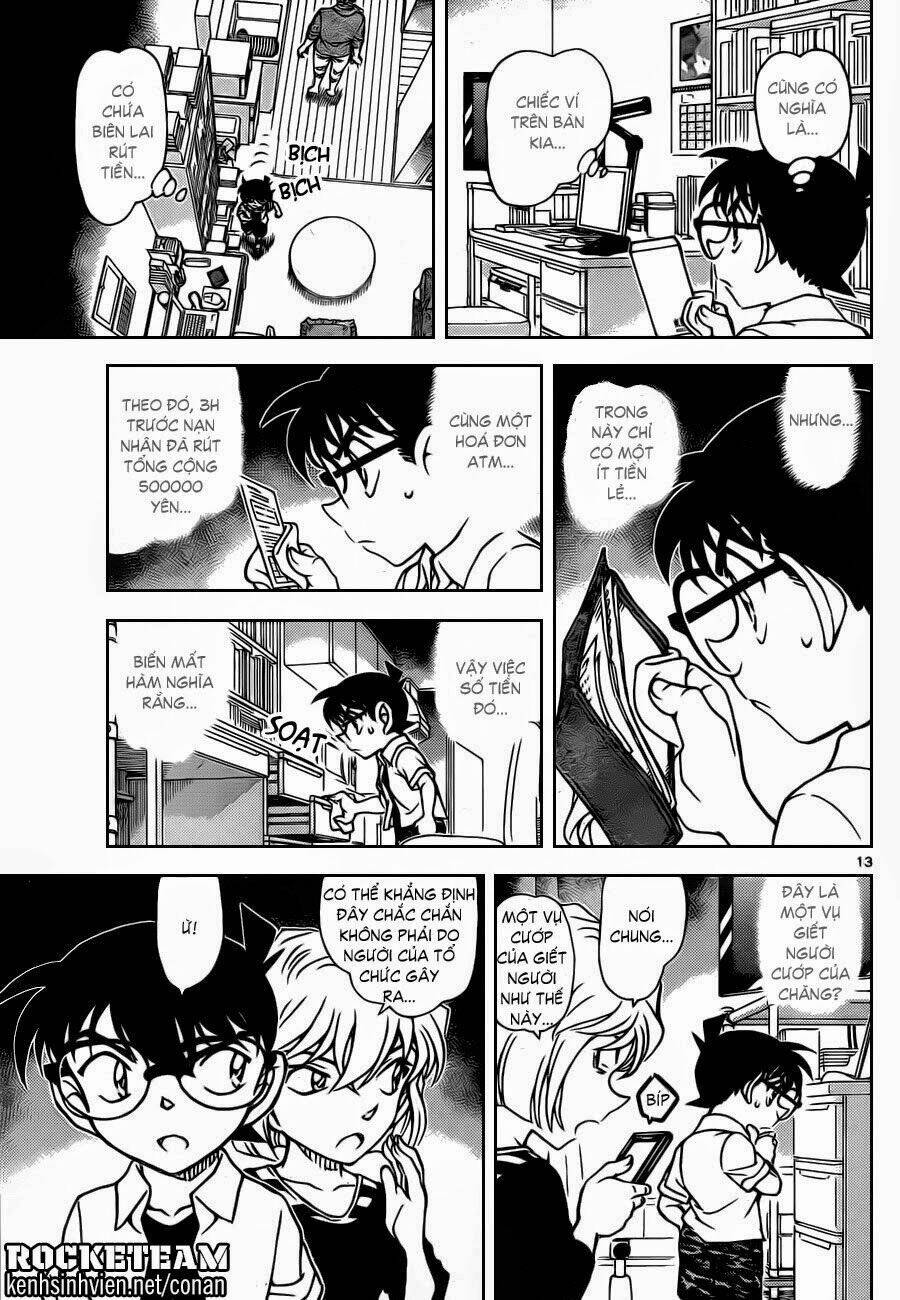 CŨNG CÓ
NGHĨA
LÀ...
CHIẾC VÍ
TRÊN BÀN
KIA...
CÓ
CHỨA
BIÊN LAI
RÚT
TIỀN...
BỊCH
BỊCH
NHƯNG...
TRONG
NÀY CHỈ
CÓ MỘT
ÍT TIỀN
LẺ...
CÙNG MỘT
HOÁ ĐƠN
ATM...
THEO ĐÓ, 3H
TRƯỚC NẠN
NHÂN ĐÃ RÚT
TỔNG CỘNG
500000
YÊN...
VẬY VIỆC
SỐ TIỀN
ĐÓ...
BIẾN MẤT
HÀM NGHĨA
RẰNG...
SOẠT
13
ĐÂY LÀ
MỘT VỤ
GIẾT
NGƯỜI
CƯỚP CỦA
CHĂNG?
NÓI
CHUNG...
MỘT VỤ
CƯỚP
CỦA GIẾT
NGƯỜI
NHƯ THẾ
NÀY...
BÍP
CÓ THỂ KHẲNG ĐỊNH
ĐÂY CHẮC CHẮN
KHÔNG PHẢI DO
NGƯỜI CỦA TỔ
CHỨC GÂY
RA...
Ừ!
ROCKETEAM
kenhsinhvien.net/conan